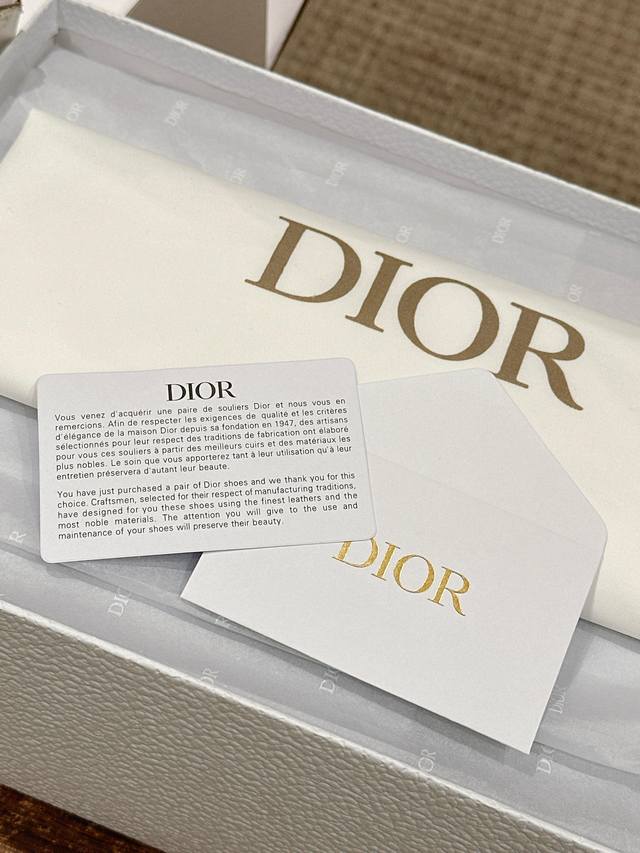 DIOR
DIOR
Vous venez d'acquérir une paire de souliers Dior et nous vous en
remercions. Afin de respecter les exigences de qualité et les critères
d'élégance de la maison Dior depuis sa fondation en 1947, des artisans
sélectionnés pour leur respect des traditions de fabrication ont élaboré
pour vous ces souliers à partir des meilleurs cuirs et des matériaux les
plus nobles. Le soin que vous apporterez tant à leur utilisation qu'à leur
entretien préservera d'autant leur beauté.
You have just purchased a pair of Dior shoes and we thank you for this
choice. Craftsmen, selected for their respect of manufacturing traditions,
have designed for you these shoes using the finest leathers and the
most noble materials. The attention you will give to the use and
maintenance of your shoes will preserve their beauty.
DIOR